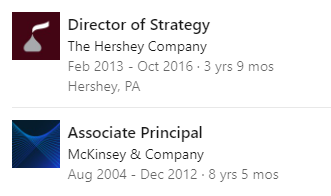 Director of Strategy
The Hershey Company
Feb 2013 - Oct 2016 · 3 yrs 9 mos
Hershey, PA
Associate Principal
McKinsey & Company
Aug 2004 - Dec 2012 · 8 yrs 5 mos